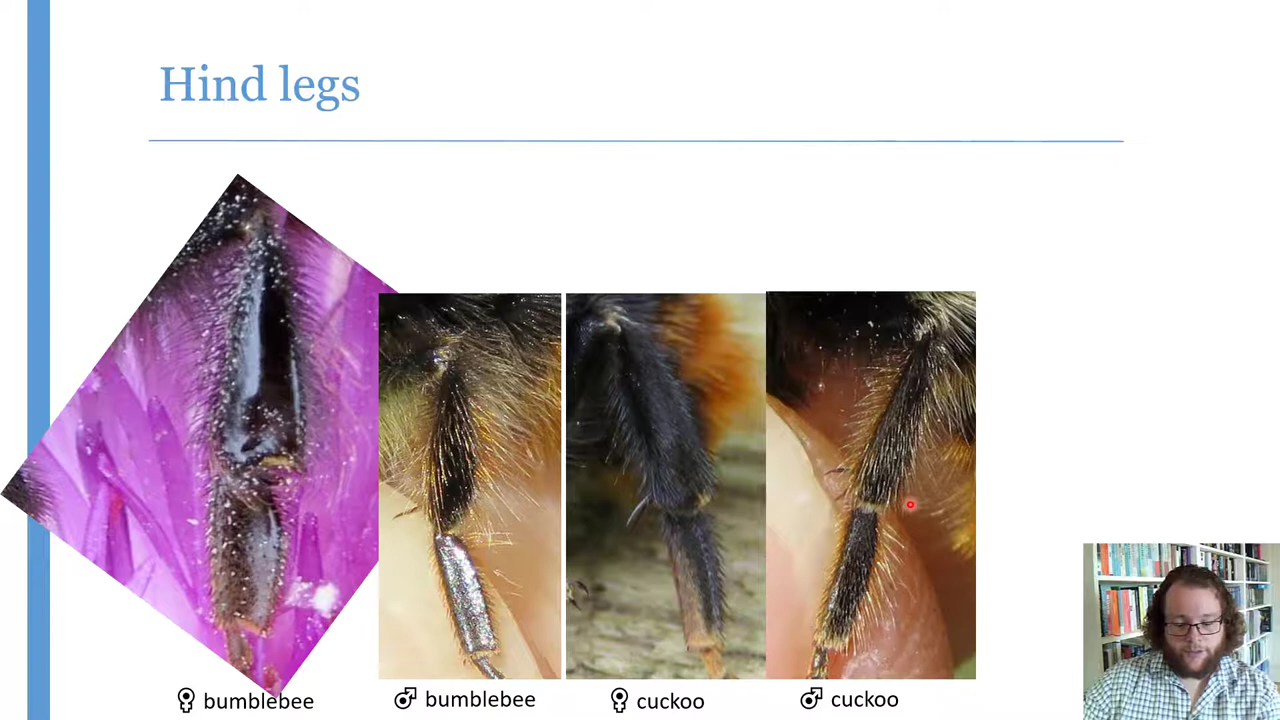 Hind legs
♀ bumblebee
♂ bumblebee
♀ cuckoo
♂ cuckoo